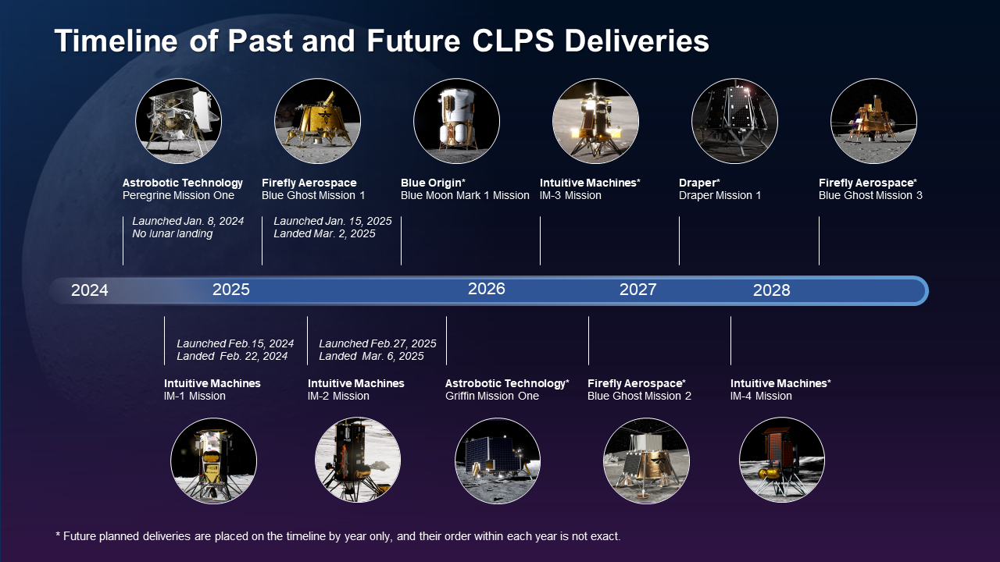 Timeline of Past and Future CLPS Deliveries
Astrobotic Technology
Peregrine Mission One
Firefly Aerospace
Blue Ghost Mission 1
Blue Origin*
Blue Moon Mark 1 Mission
Intuitive Machines*
IM-3 Mission
Draper*
Draper Mission 1
Firefly Aerospace*
Blue Ghost Mission 3
Launched Jan. 8, 2024
No lunar landing
Launched Jan. 15, 2025
Landed Mar. 2, 2025
2024
2025
2026
2027
2028
Launched Feb.15, 2024
Landed Feb. 22, 2024
Launched Feb.27, 2025
Landed Mar. 6, 2025
Intuitive Machines
IM-1 Mission
Intuitive Machines
IM-2 Mission
Astrobotic Technology*
Griffin Mission One
Firefly Aerospace*
Blue Ghost Mission 2
Intuitive Machines*
IM-4 Mission
* Future planned deliveries are placed on the timeline by year only, and their order within each year is not exact.